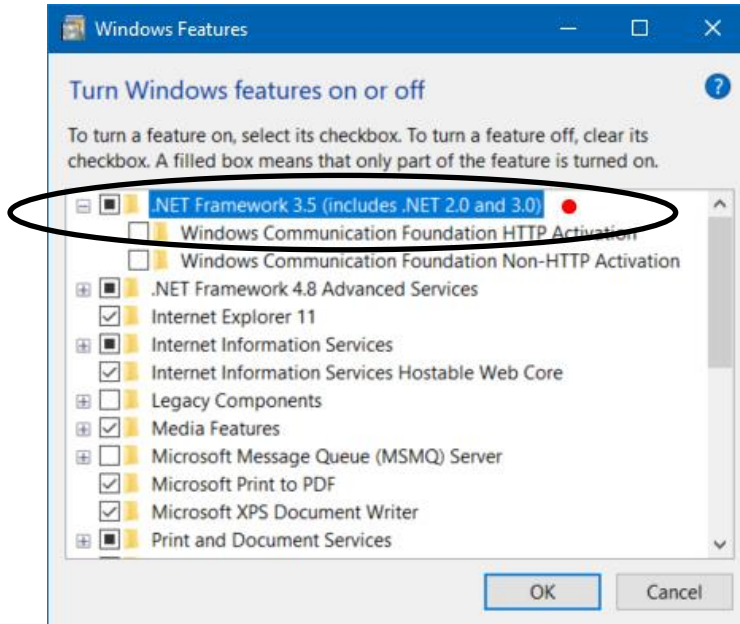 Windows Features
Turn Windows features on or off
To turn a feature on, select its checkbox. To turn a feature off, clear its
checkbox. A filled box means that only part of the feature is turned on.
.NET Framework 3.5 (includes .NET 2.0 and 3.0)
Windows Communication Foundation HTTP Activation
Windows Communication Foundation Non-HTTP Activation
.NET Framework 4.8 Advanced Services
Internet Explorer 11
Internet Information Services
Internet Information Services Hostable Web Core
Legacy Components
Media Features
Microsoft Message Queue (MSMQ) Server
Microsoft Print to PDF
Microsoft XPS Document Writer
Print and Document Services
OK Cancel